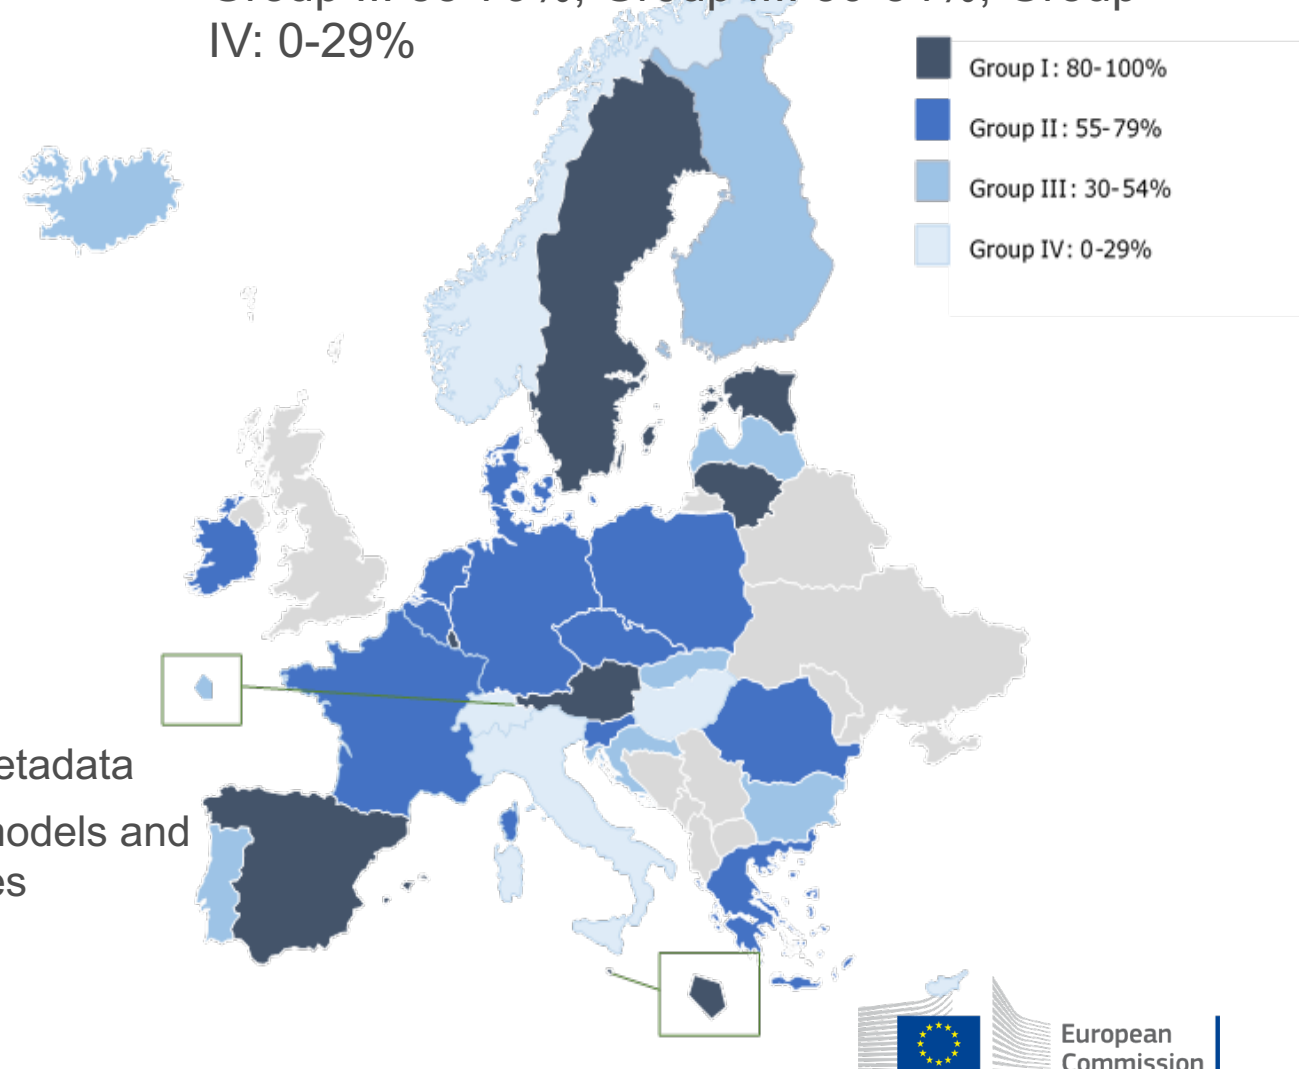 IV: 0-29%
Group I: 80-100%
Group II: 55-79%
Group III: 30-54%
Group IV: 0-29%
etadata
nodels and
es
European
Commission